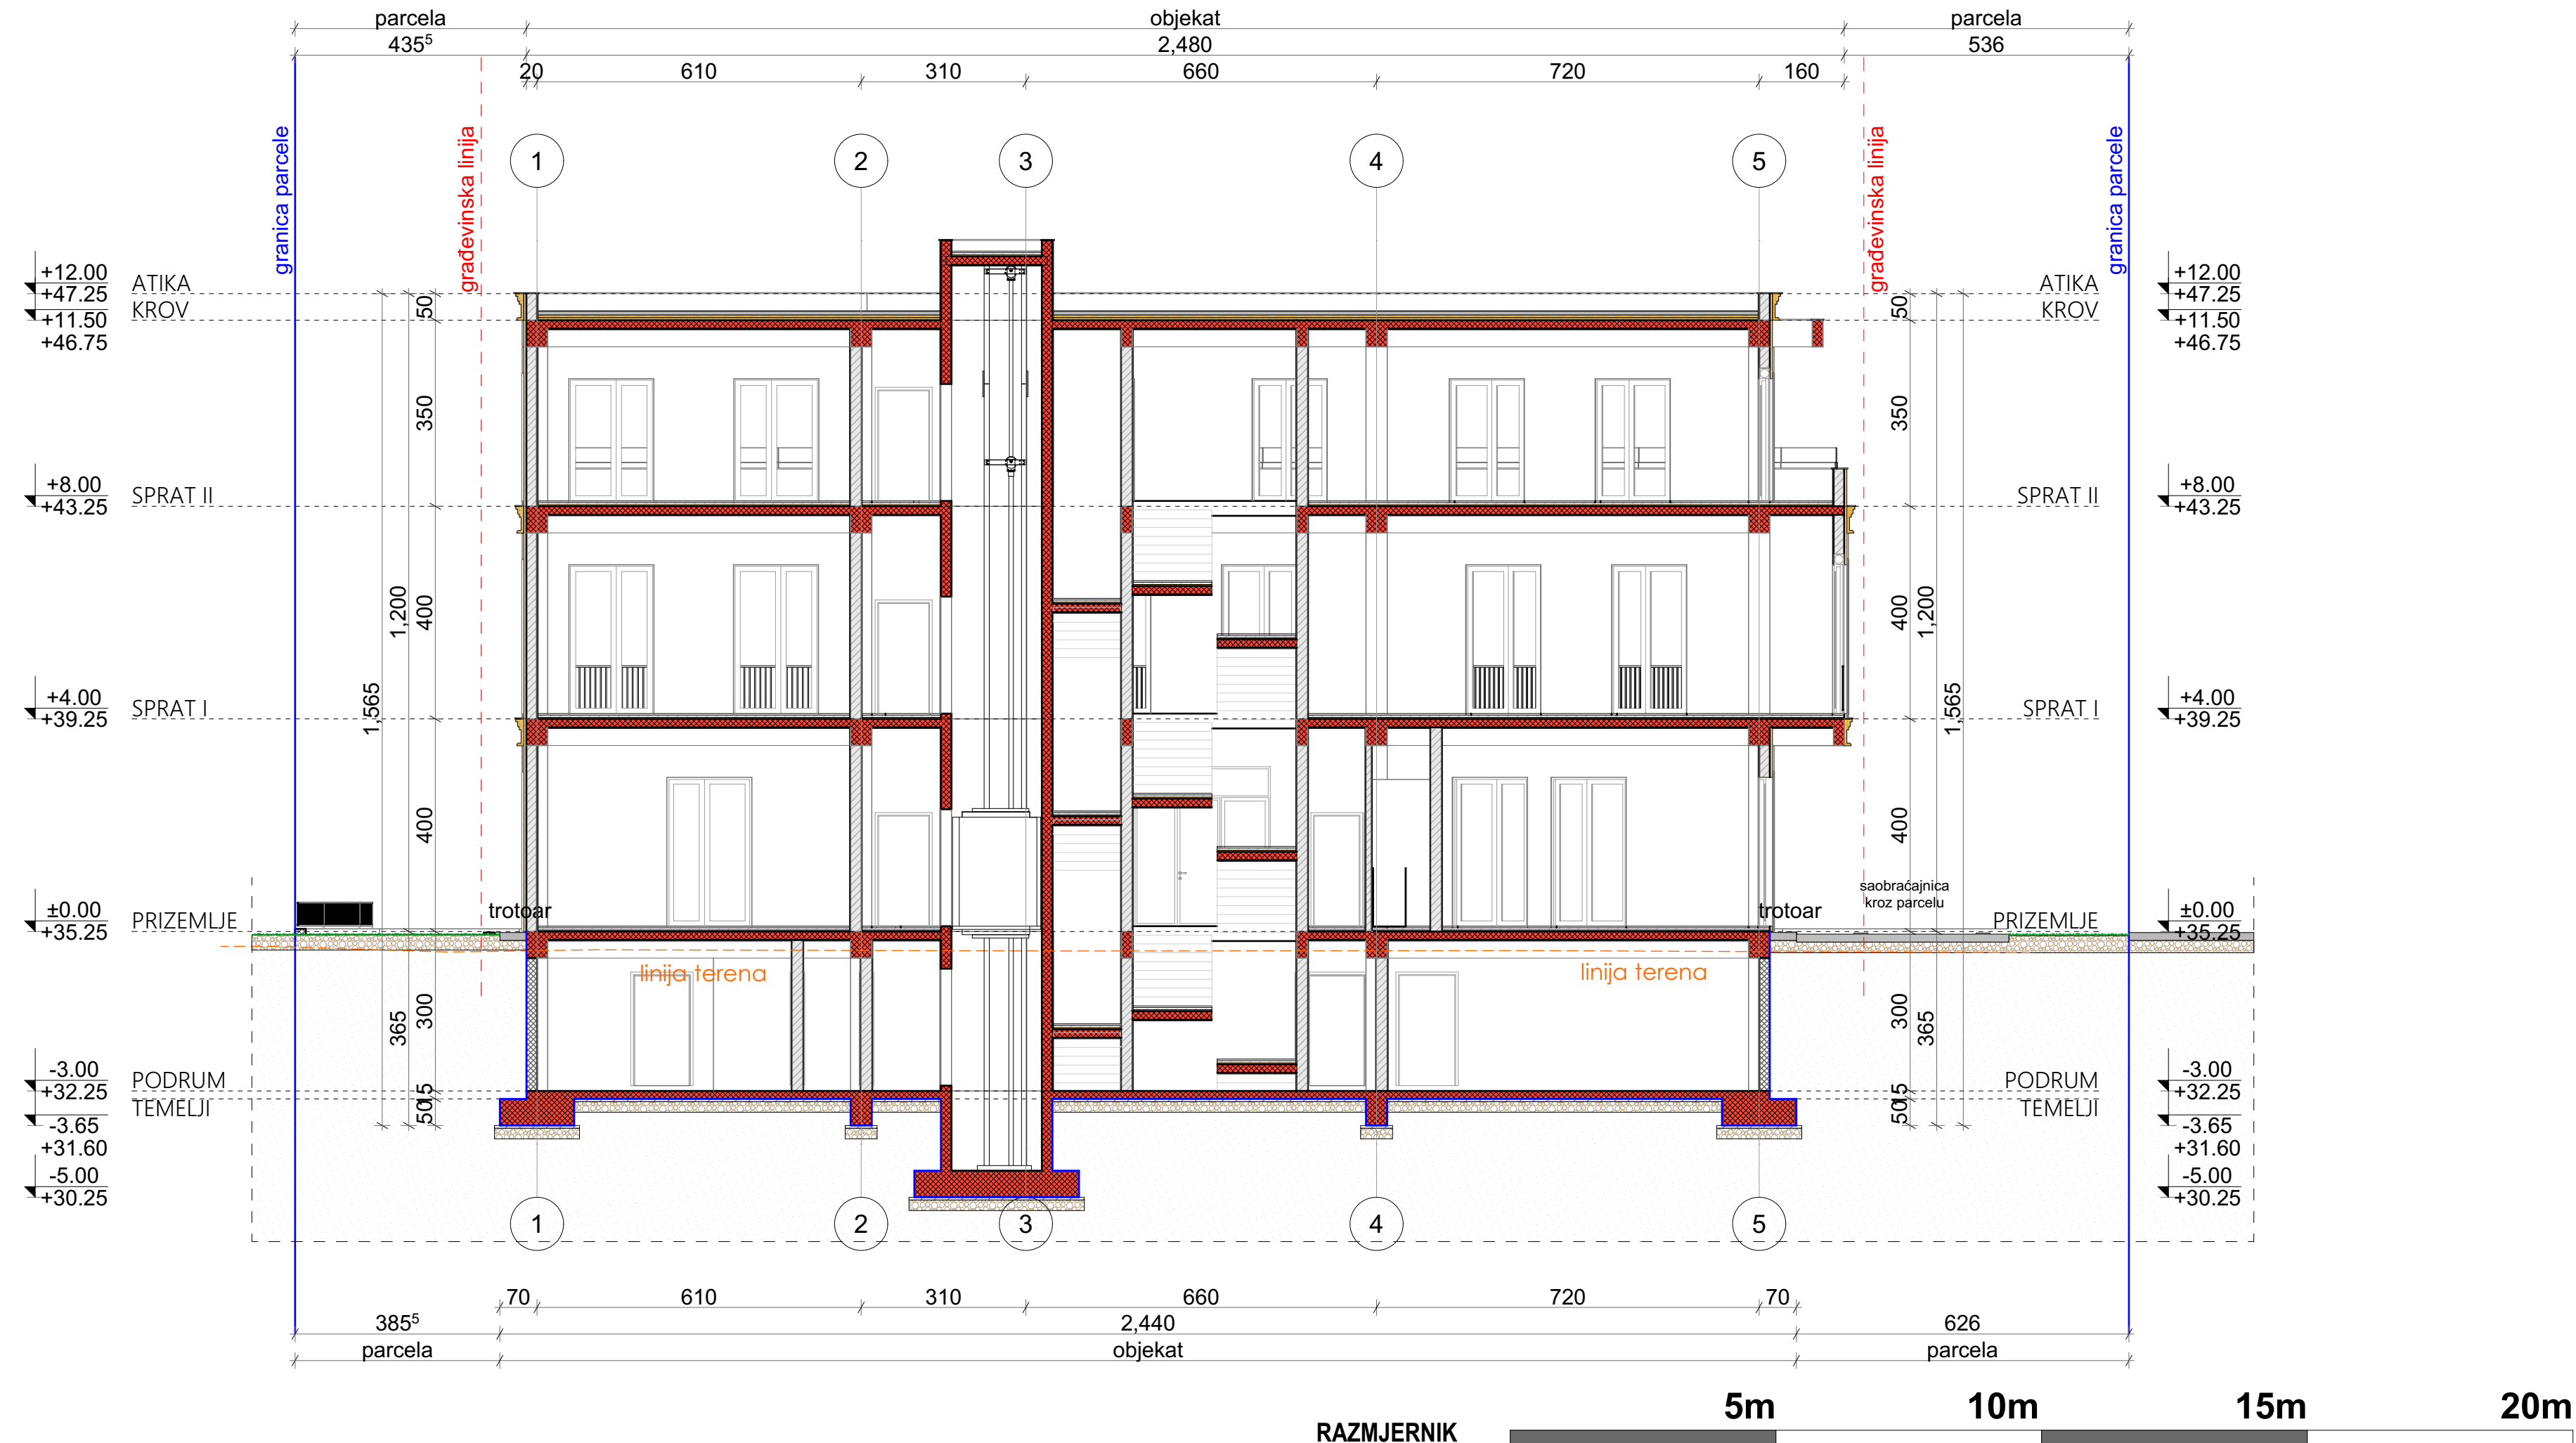 parcela objekat parcela
435⁵ 2,480 536
20 610 310 660 720 160
granica parcele
građevinska linija
građevinska linija
granica parcele
1 2 3 4 5
+12.00 ATIKA ATIKA +12.00
+47.25 KROV 50 50 KROV +47.25
+11.50 +11.50
+46.75 +46.75
350 350
+8.00 SPRAT II SPRAT II +8.00
+43.25 +43.25
1,200 400 400 1,200
1,565 1,565
+4.00 SPRAT I SPRAT I +4.00
+39.25 +39.25
400 400
saobraćajnica
kroz parcelu
±0.00 PRIZEMLJE trotoar trotoar PRIZEMLJE ±0.00
+35.25 +35.25
linija terena linija terena
365 300 300 365
-3.00 PODRUM 15 15 PODRUM -3.00
+32.25 TEMELJI 50 50 TEMELJI +32.25
-3.65 -3.65
+31.60 +31.60
-5.00 -5.00
+30.25 +30.25
1 2 3 4 5
70 610 310 660 720 70
385⁵ 2,440 626
parcela objekat parcela
5m 10m 15m 20m
RAZMJERNIK